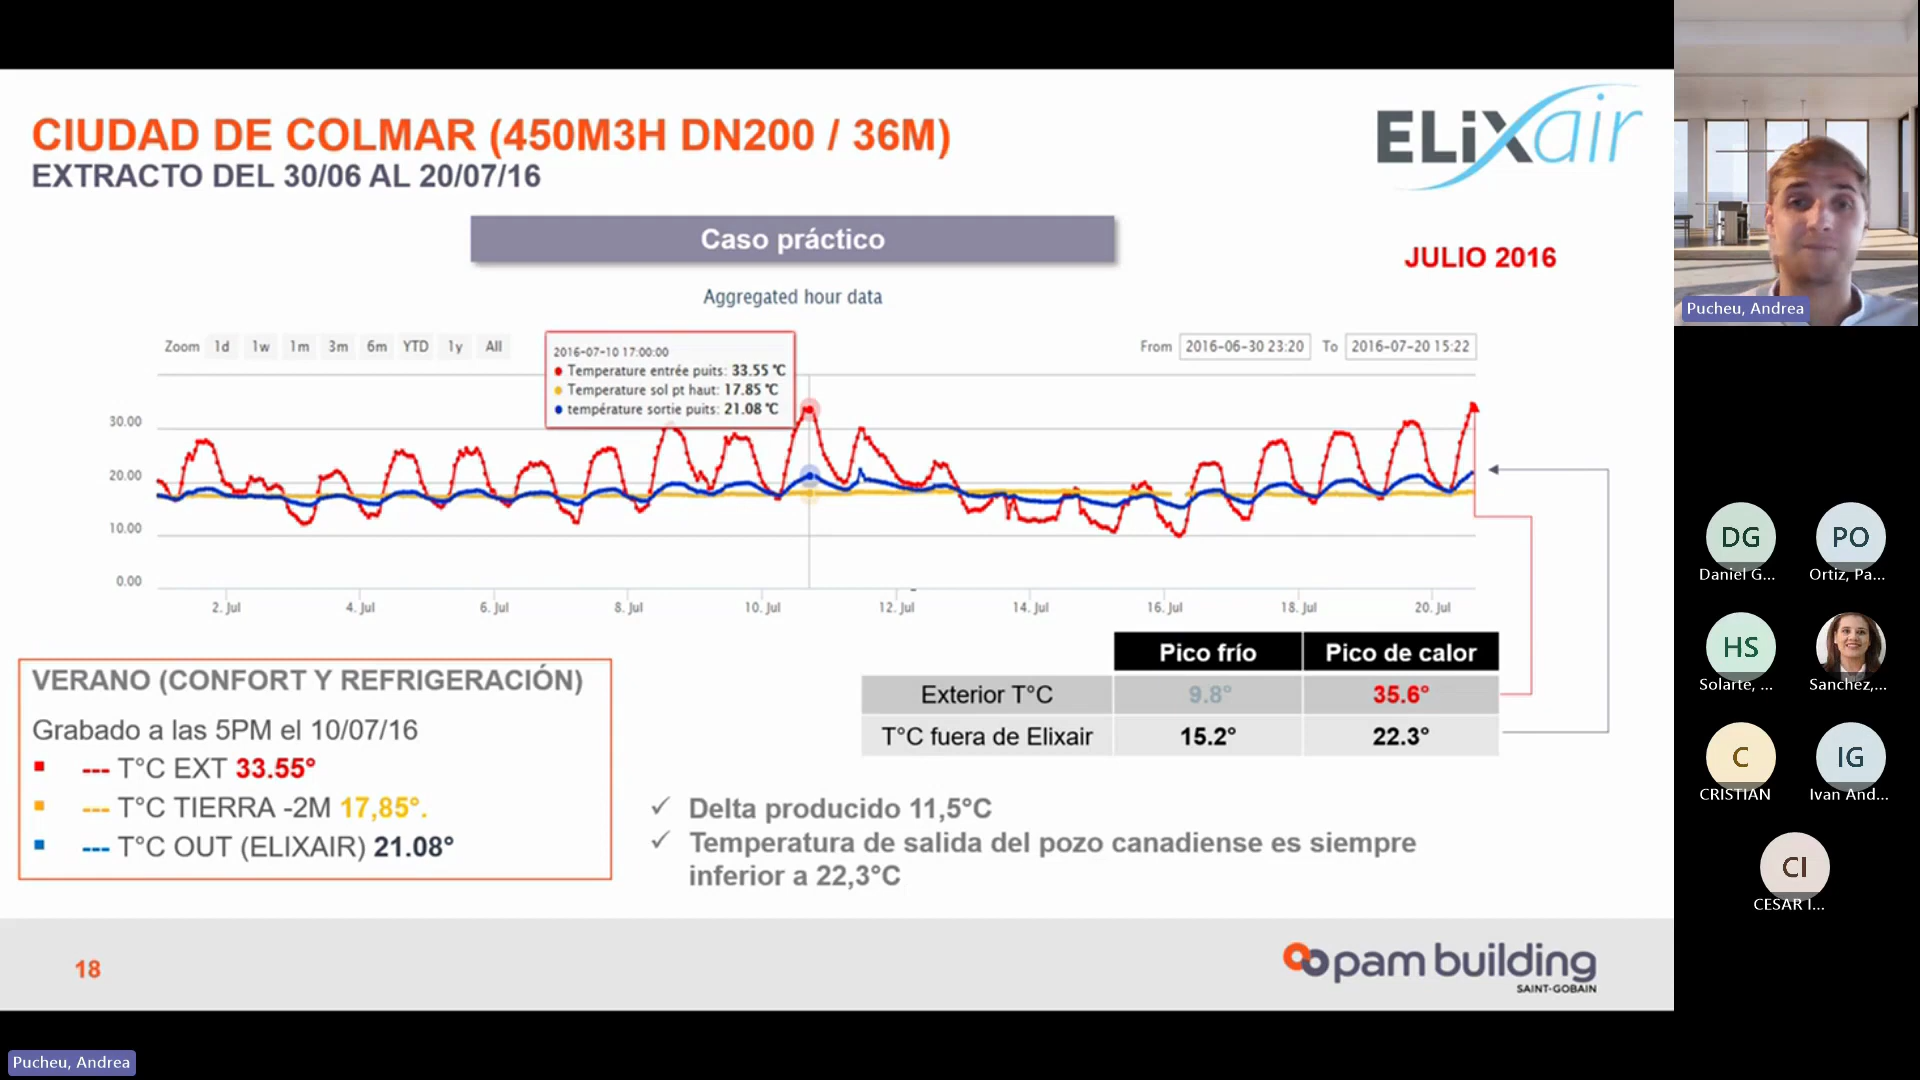 CIUDAD DE COLMAR (450M3H DN200 / 36M)
EXTRACTO DEL 30/06 AL 20/07/16
ELiXair
Caso práctico
JULIO 2016
Aggregated hour data
Zoom 1d 1w 1m 3m 6m YTD 1y All
From 2016-06-30 23:20 To 2016-07-20 15:22
2016-07-10 17:00:00
Temperature entrée puits: 33.55 °C
Temperature sol pt haut: 17.85 °C
température sortie puits: 21.08 °C
30.00
20.00
10.00
0.00
2. Jul 4. Jul 6. Jul 8. Jul 10. Jul 12. Jul 14. Jul 16. Jul 18. Jul 20. Jul
Pico frío Pico de calor
Exterior T°C 9.8° 35.6°
T°C fuera de Elixair 15.2° 22.3°
VERANO (CONFORT Y REFRIGERACIÓN)
Grabado a las 5PM el 10/07/16
--- T°C EXT 33.55°
--- T°C TIERRA -2M 17,85°.
--- T°C OUT (ELIXAIR) 21.08°
✓ Delta producido 11,5°C
✓ Temperatura de salida del pozo canadiense es siempre
inferior a 22,3°C
18
pam building
SAINT-GOBAIN
Pucheu, Andrea
Pucheu, Andrea
DG PO
Daniel G... Ortiz, Pa...
HS
Solarte, ... Sanchez,...
C IG
CRISTIAN Ivan And...
CI
CESAR I...